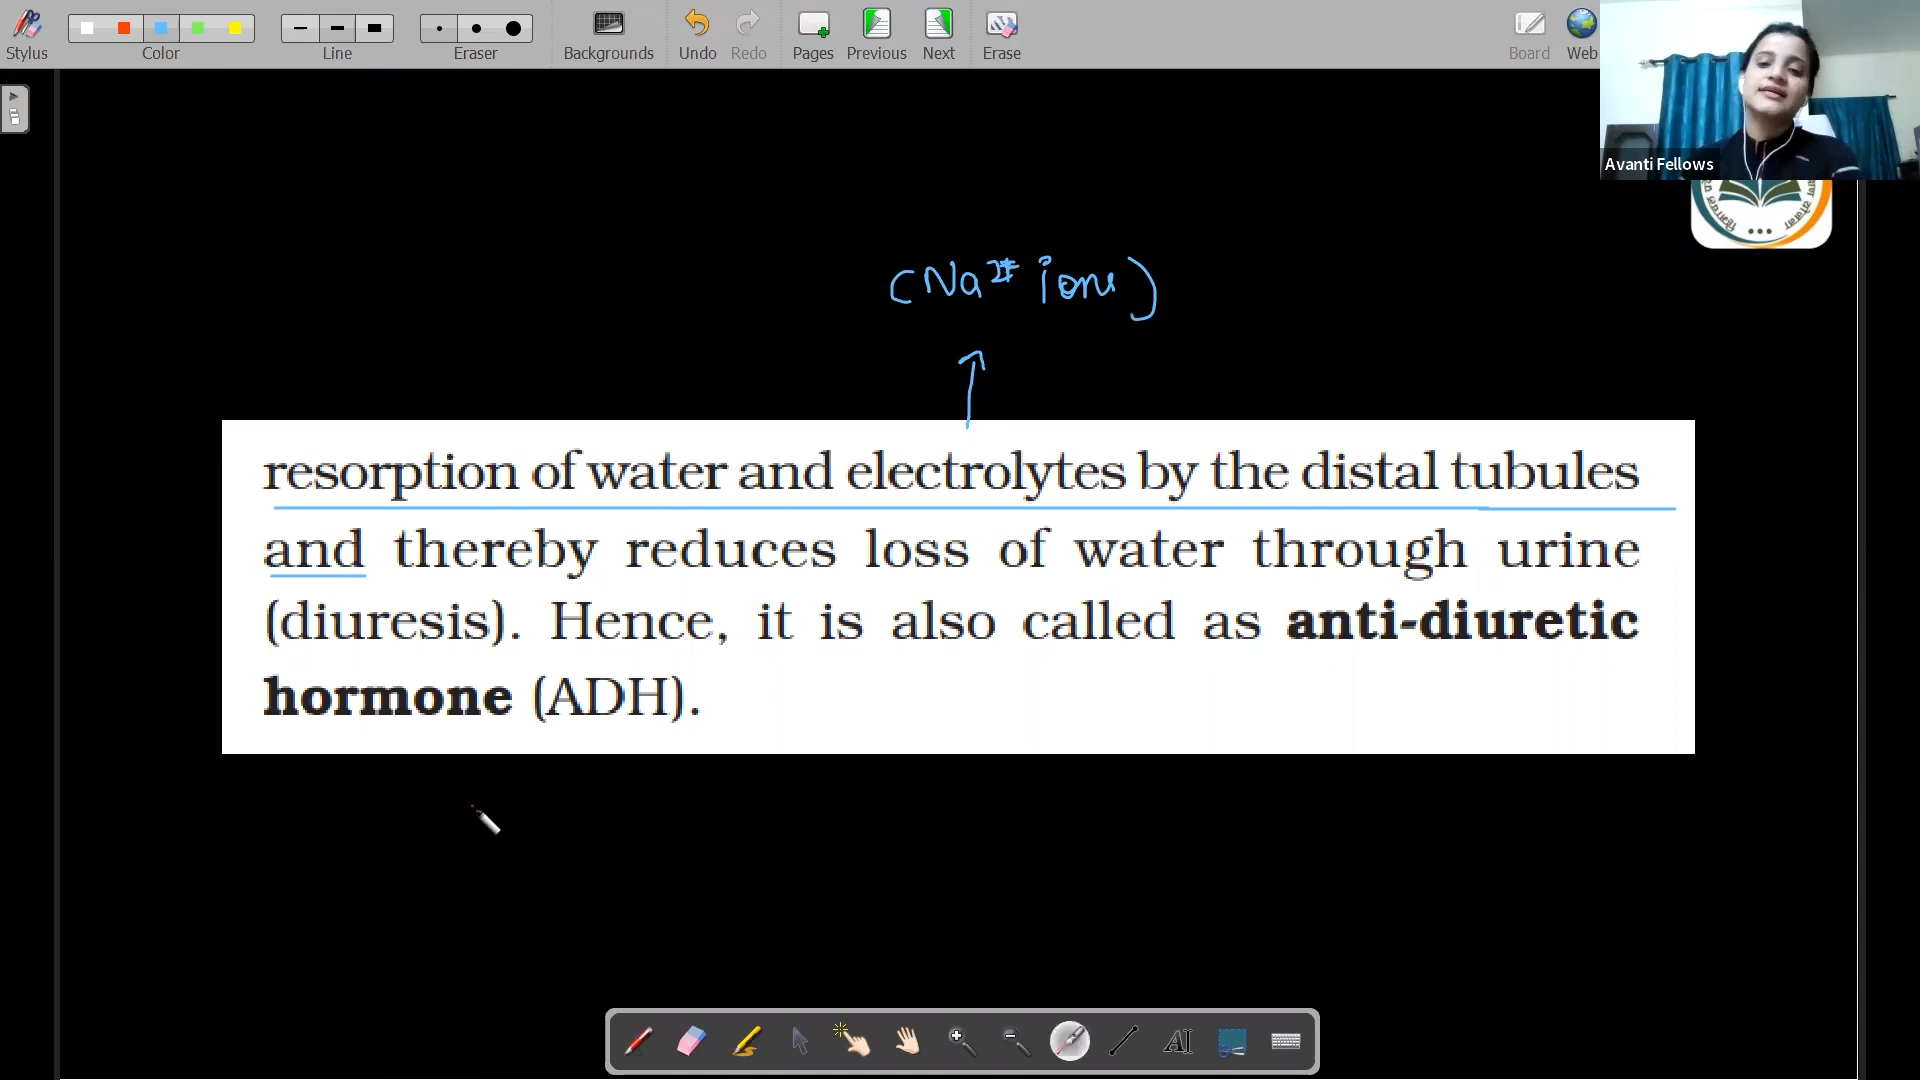 Stylus
Color
Line
Eraser
Backgrounds
Undo
Redo
Pages
Previous
Next
Erase
Board
Web
Avanti Fellows
(Na²⁺ ions)
resorption of water and electrolytes by the distal tubules
and thereby reduces loss of water through urine
(diuresis). Hence, it is also called as anti-diuretic
hormone (ADH).